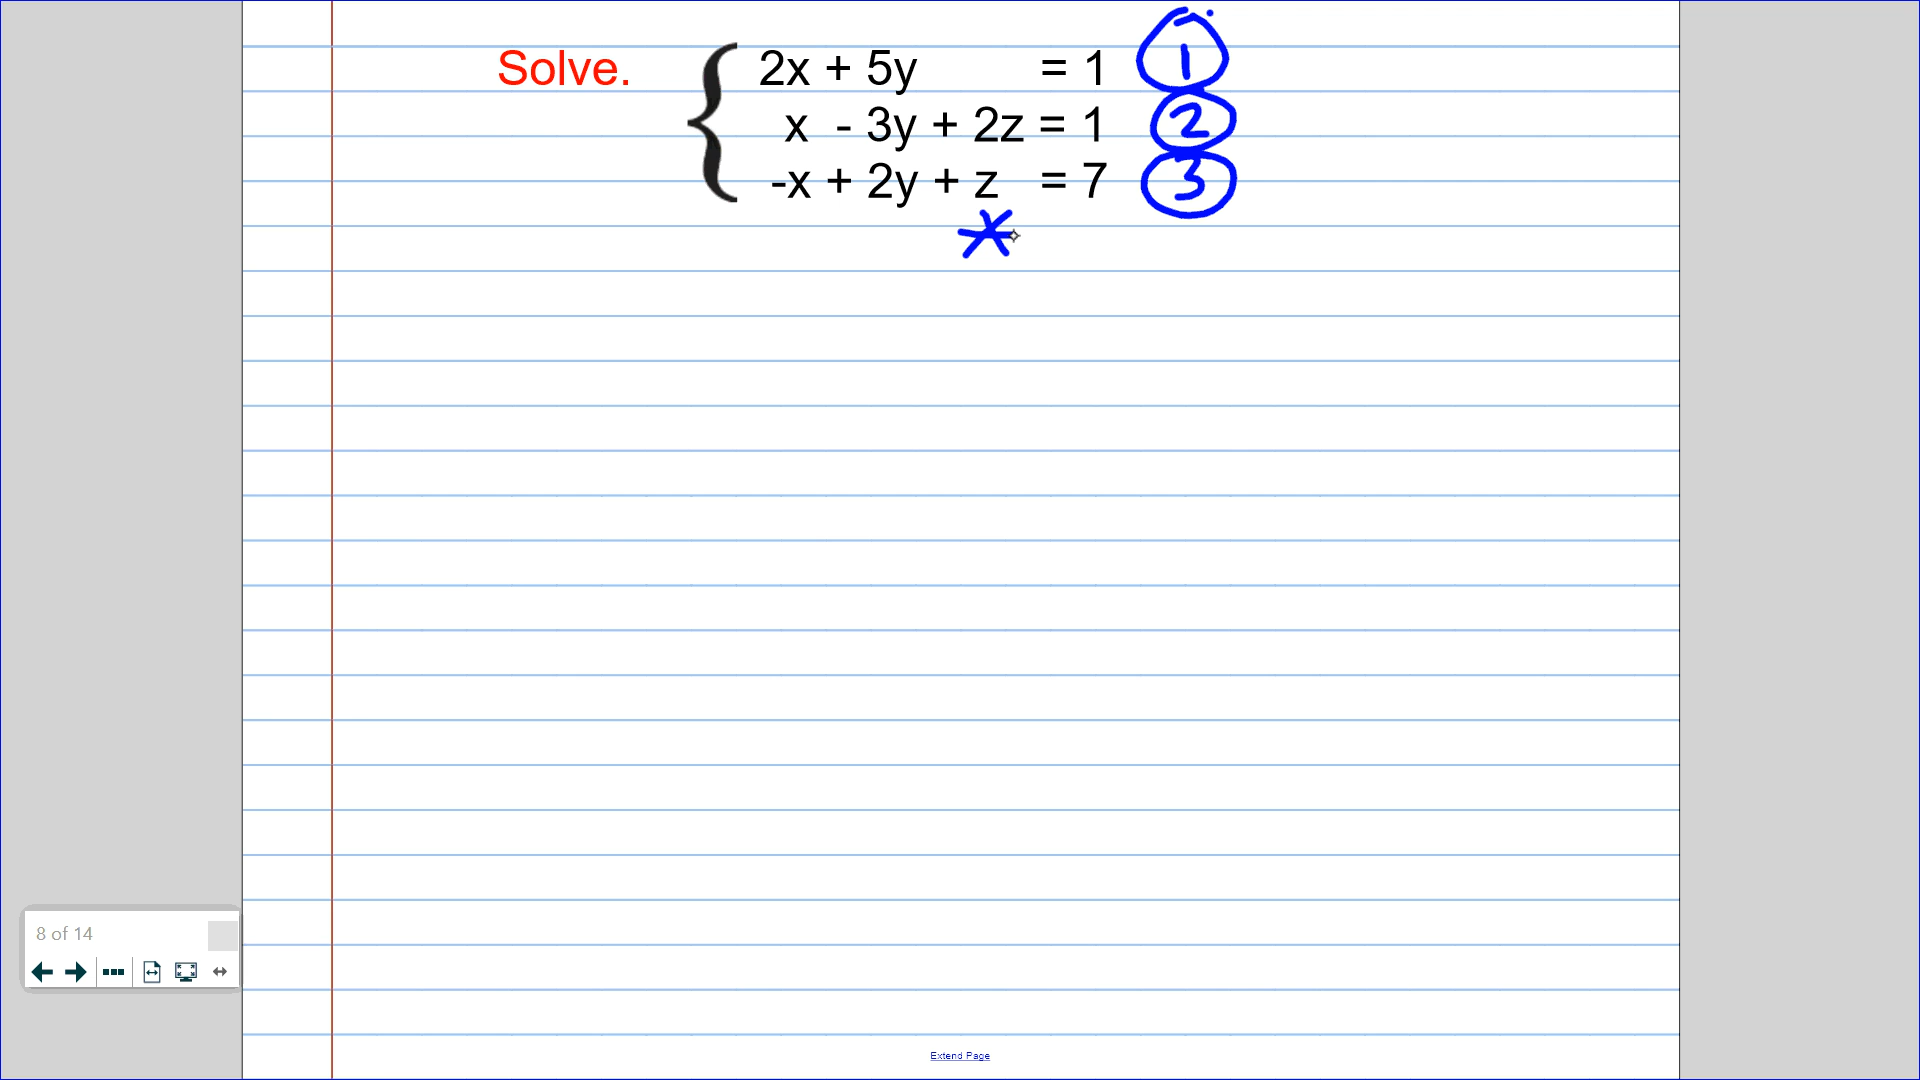 Solve. 2x + 5y = 1 1
x - 3y + 2z = 1 2
-x + 2y + z = 7 3
*
8 of 14
Extend Page